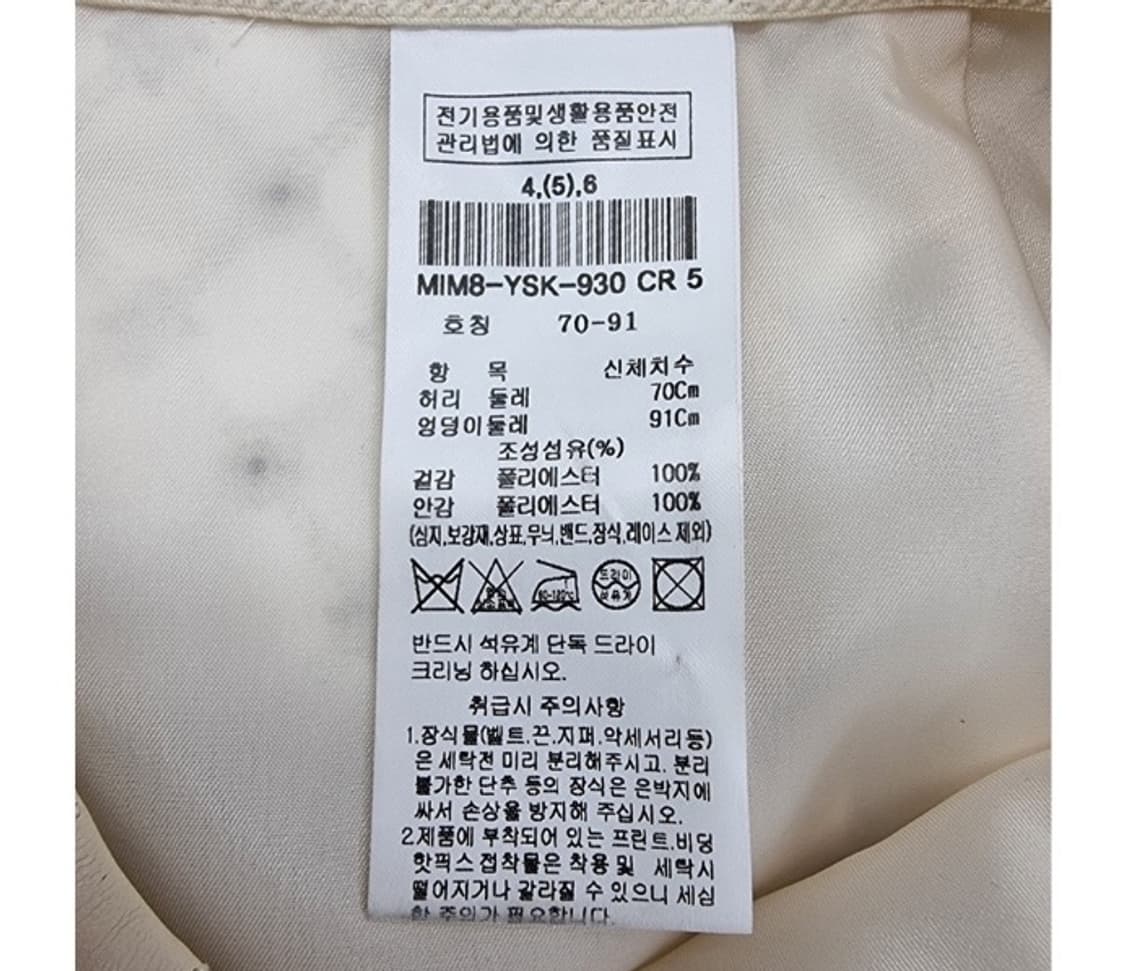 전기용품및생활용품안전
관리법에 의한 품질표시
4,(5),6
MIM8-YSK-930 CR 5
호칭 70-91
항 목 신체치수
허리 둘레 70Cm
엉덩이둘레 91Cm
조성섬유(%)
겉감 폴리에스터 100%
안감 폴리에스터 100%
(심지,보강재,상표,무늬,밴드,장식,레이스 제외)
80-120℃ 드라이
석유계
반드시 석유계 단독 드라이
크리닝 하십시오.
취급시 주의사항
1.장식물(벨트.끈.지펴.악세서리등)
은 세탁전 미리 분리해주시고. 분리
불가한 단추 등의 장식은 은박지에
싸서 손상을 방지해 주십시오.
2.제품에 부착되어 있는 프린트.비딩
핫픽스 접착물은 착용 및 세탁시
떨어지거나 갈라질 수 있으니 세심
한 주의가 필요합니다.